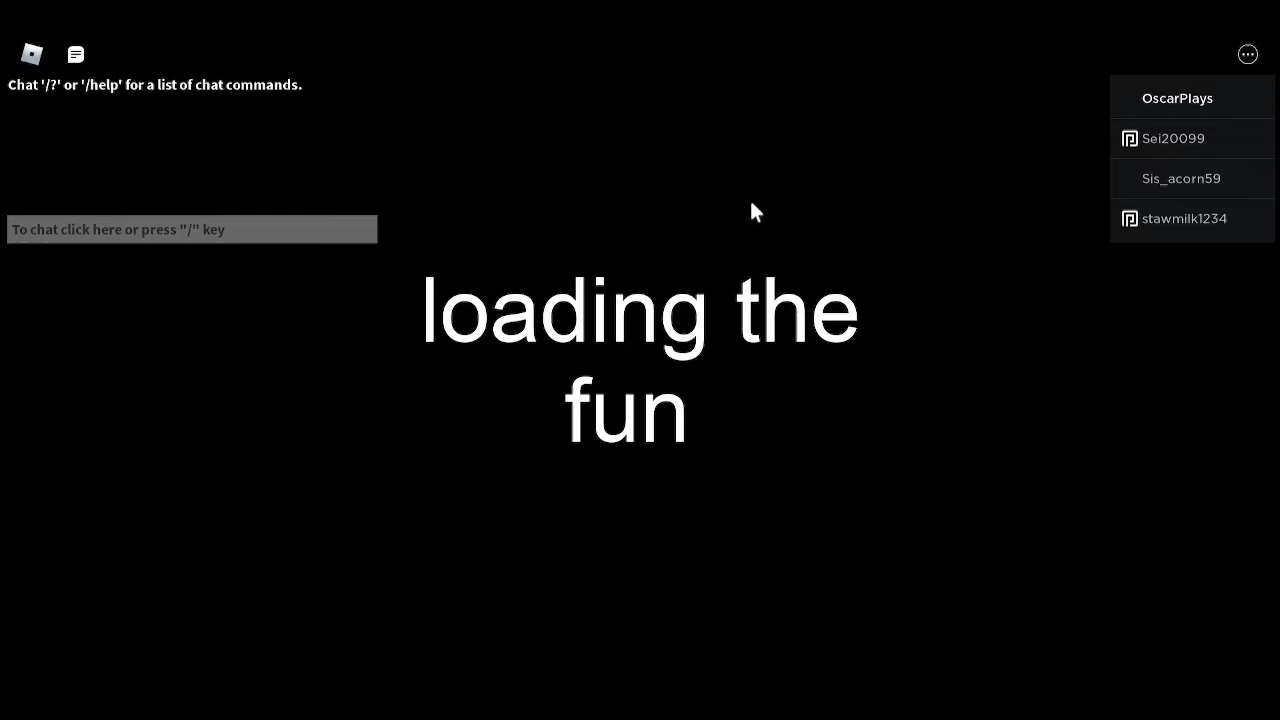 Chat '/?' or '/help' for a list of chat commands.
To chat click here or press "/" key
OscarPlays
Sei20099
Sis_acorn59
stawmilk1234
loading the
fun